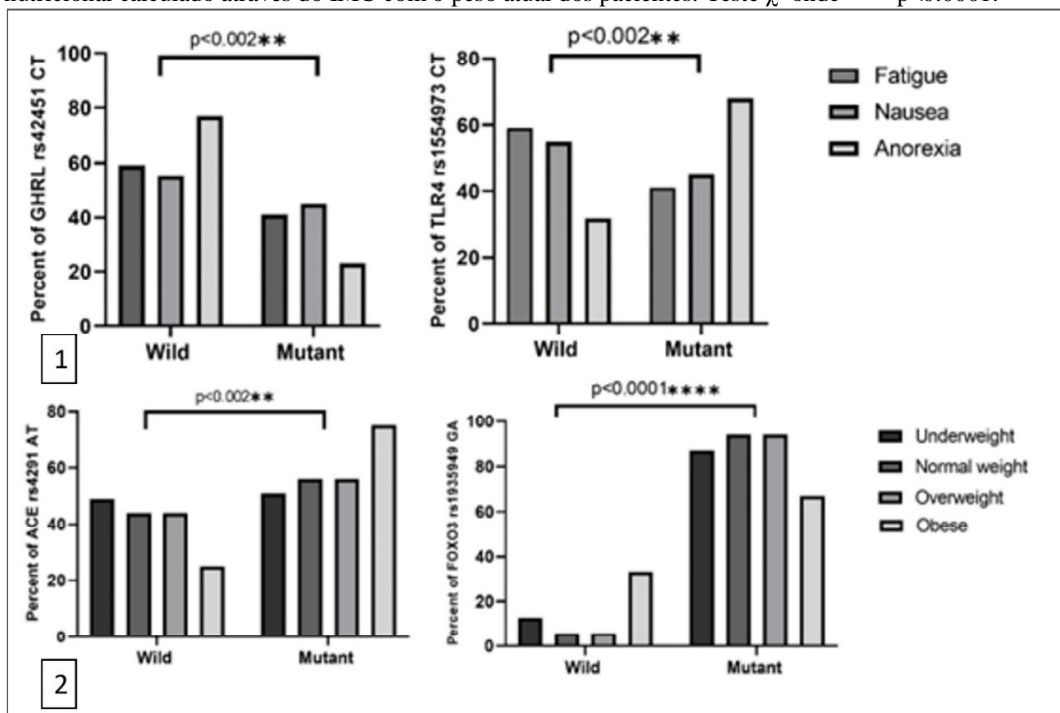 nutricional calculado através do IMC com o peso atual dos pacientes. Teste χ² onde **** p<0.0001.
p<0.002**
Percent of GHRL rs42451 CT
100
80
60
40
20
0
Wild
Mutant
p<0.002**
Percent of TLR4 rs1554973 CT
80
60
40
20
0
Wild
Mutant
Fatigue
Nausea
Anorexia
1
p<0.002**
Percent of ACE rs4291 AT
80
60
40
20
0
Wild
Mutant
p<0.0001****
Percent of FOXO3 rs1935949 GA
100
80
60
40
20
0
Wild
Mutant
Underweight
Normal weight
Overweight
Obese
2